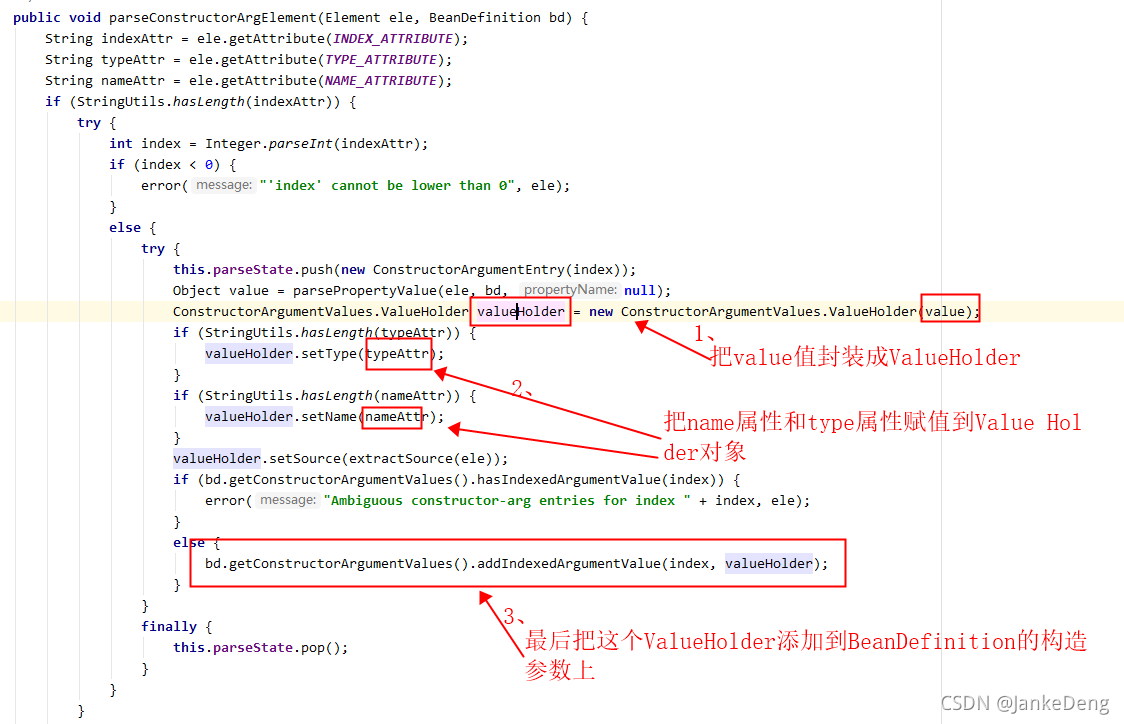 public void parseConstructorArgElement(Element ele, BeanDefinition bd) {
String indexAttr = ele.getAttribute(INDEX_ATTRIBUTE);
String typeAttr = ele.getAttribute(TYPE_ATTRIBUTE);
String nameAttr = ele.getAttribute(NAME_ATTRIBUTE);
if (StringUtils.hasLength(indexAttr)) {
try {
int index = Integer.parseInt(indexAttr);
if (index < 0) {
error( message: "'index' cannot be lower than 0", ele);
}
else {
try {
this.parseState.push(new ConstructorArgumentEntry(index));
Object value = parsePropertyValue(ele, bd, propertyName: null);
ConstructorArgumentValues.ValueHolder valueHolder = new ConstructorArgumentValues.ValueHolder(value);
if (StringUtils.hasLength(typeAttr)) {
1、
valueHolder.setType(typeAttr);
把value值封装成ValueHolder
}
2、
if (StringUtils.hasLength(nameAttr)) {
valueHolder.setName(nameAttr);
把name属性和type属性赋值到Value Hol
}
der对象
valueHolder.setSource(extractSource(ele));
if (bd.getConstructorArgumentValues().hasIndexedArgumentValue(index)) {
error( message: "Ambiguous constructor-arg entries for index " + index, ele);
}
else {
bd.getConstructorArgumentValues().addIndexedArgumentValue(index, valueHolder);
}
}
3、
finally {
最后把这个ValueHolder添加到BeanDefinition的构造
this.parseState.pop();
参数上
}
}
}
CSDN @JankeDeng